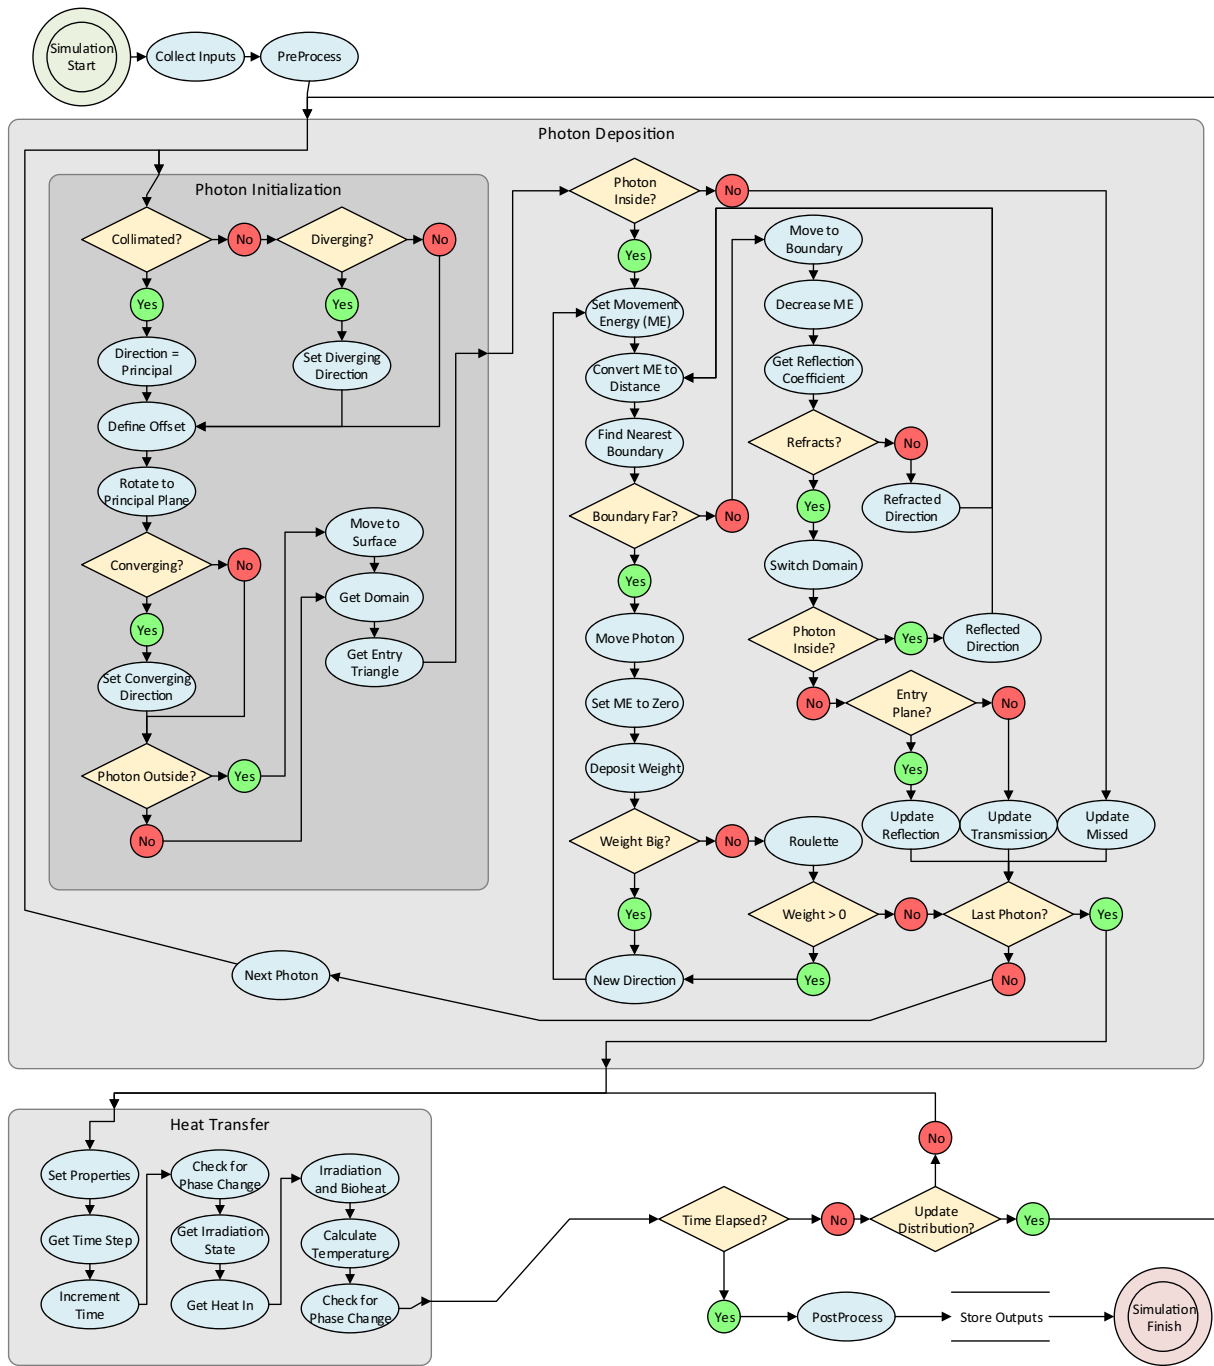 Simulation
Start
Collect Inputs
PreProcess
Photon Deposition
Photon Initialization
Collimated?
No
Diverging?
No
Yes
Yes
Direction =
Principal
Set Diverging
Direction
Define Offset
Rotate to
Principal Plane
Converging?
No
Yes
Set Converging
Direction
Photon Outside?
Yes
No
Move to
Surface
Get Domain
Get Entry
Triangle
Photon
Inside?
No
Yes
Set Movement
Energy (ME)
Convert ME to
Distance
Find Nearest
Boundary
Boundary Far?
No
Yes
Move Photon
Set ME to Zero
Deposit Weight
Weight Big?
No
Yes
New Direction
Move to
Boundary
Decrease ME
Get Reflection
Coefficient
Refracts?
No
Yes
Refracted
Direction
Switch Domain
Photon
Inside?
Yes
Reflected
Direction
No
Entry
Plane?
No
Yes
Update
Reflection
Update
Transmission
Update
Missed
Roulette
Weight > 0
No
Yes
Last Photon?
Yes
No
Next Photon
Heat Transfer
Set Properties
Get Time Step
Increment
Time
Check for
Phase Change
Get Irradiation
State
Get Heat In
Irradiation
and Bioheat
Calculate
Temperature
Check for
Phase Change
Time Elapsed?
No
Update
Distribution?
No
Yes
Yes
PostProcess
Store Outputs
Simulation
Finish